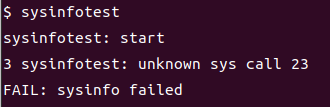 $ sysinfotest
sysinfotest: start
3 sysinfotest: unknown sys call 23
FAIL: sysinfo failed